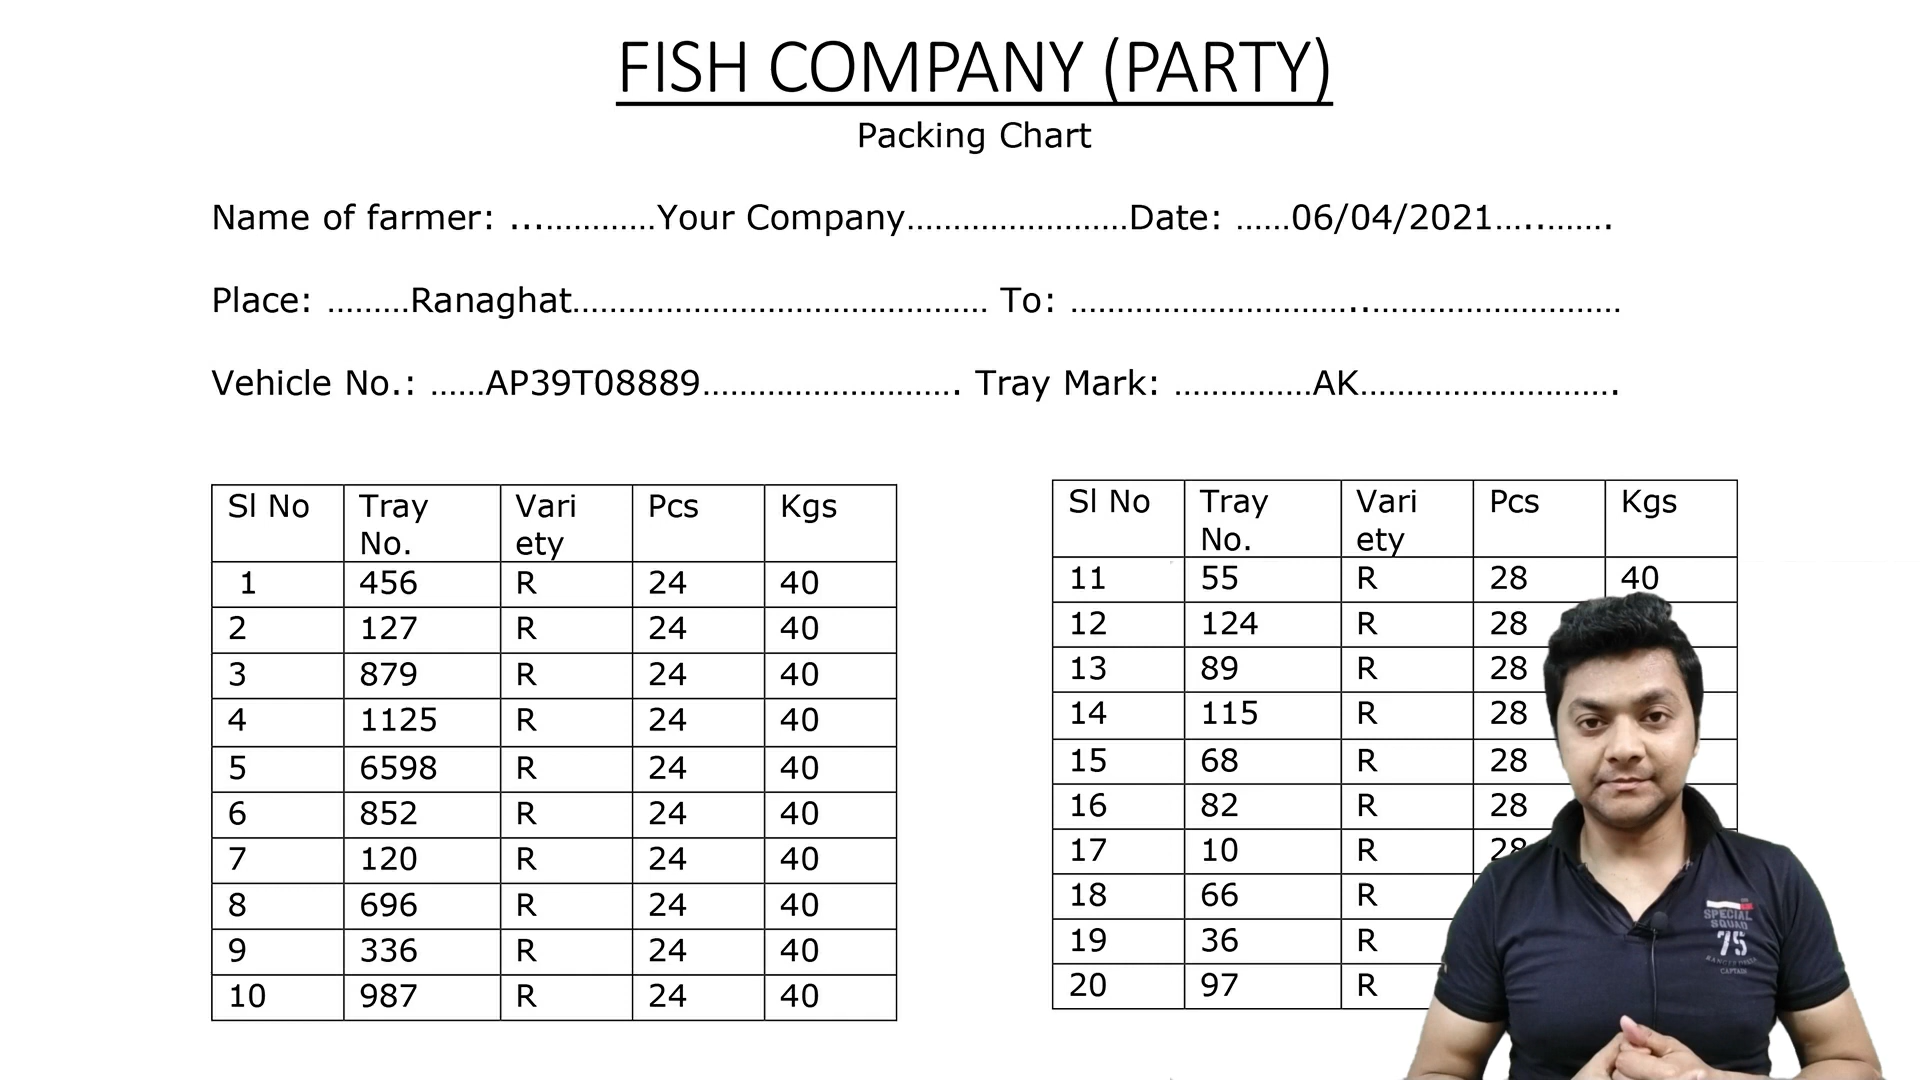 FISH COMPANY (PARTY)
Packing Chart
Name of farmer: ...............Your Company........................Date: ......06/04/2021.............
Place: .........Ranaghat............................................. To: ...........................................................
Vehicle No.: ......AP39T08889............................ Tray Mark: ...............AK............................
Sl No Tray No. Vari ety Pcs Kgs
1 456 R 24 40
2 127 R 24 40
3 879 R 24 40
4 1125 R 24 40
5 6598 R 24 40
6 852 R 24 40
7 120 R 24 40
8 696 R 24 40
9 336 R 24 40
10 987 R 24 40
Sl No Tray No. Vari ety Pcs Kgs
11 55 R 28 40
12 124 R 28
13 89 R 28
14 115 R 28
15 68 R 28
16 82 R 28
17 10 R 28
18 66 R
19 36 R
20 97 R
SPECIAL
SQUAD
75
CAPTAIN